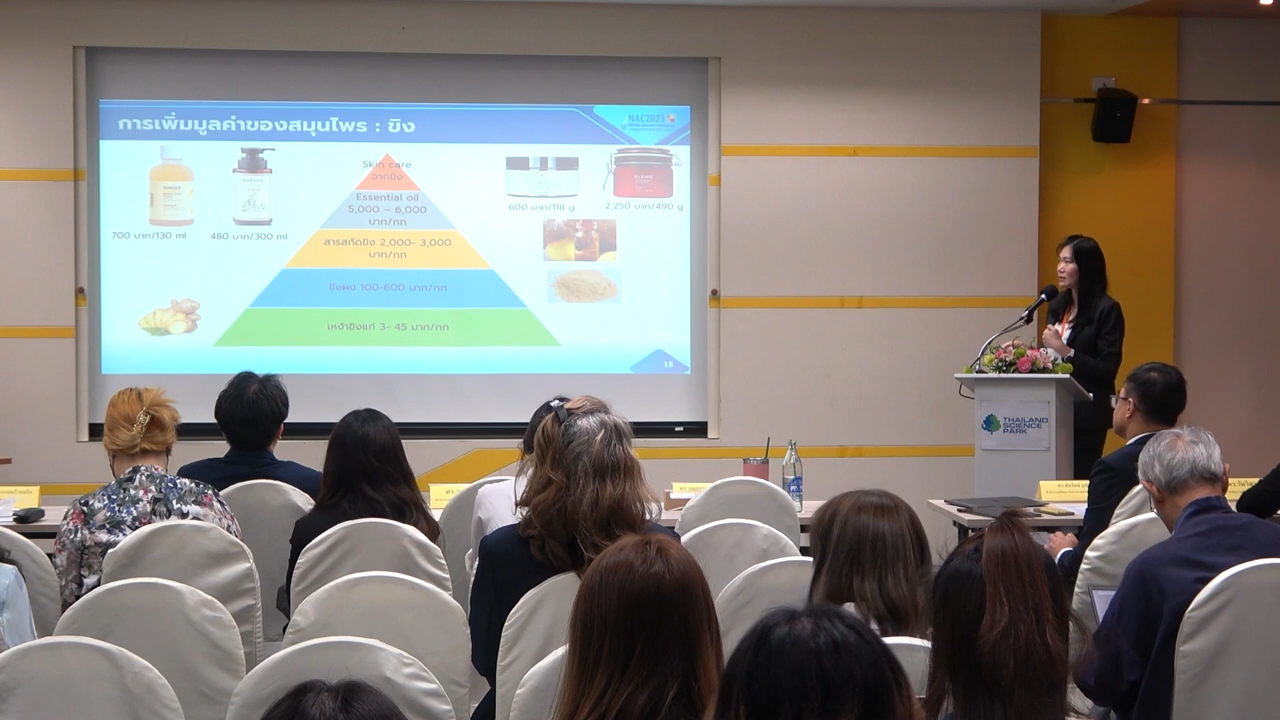 การเพิ่มมูลค่าของสมุนไพร : ขิง
NAC2023
Skin care
จากขิง
Essential oil
5,000 – 6,000
บาท/กก
สารสกัดขิง 2,000- 3,000
บาท/กก
ขิงผง 100-600 บาท/กก
เหง้าขิงแก่ 3- 45 บาท/กก
700 บาท/130 ml
480 บาท/300 ml
600 บาท/118 g
2,250 บาท/490 g
18
THAILAND
SCIENCE
PARK